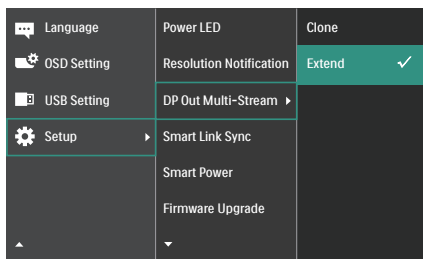 Language
OSD Setting
USB Setting
Setup
Power LED
Resolution Notification
DP Out Multi-Stream
Smart Link Sync
Smart Power
Firmware Upgrade
Clone
Extend